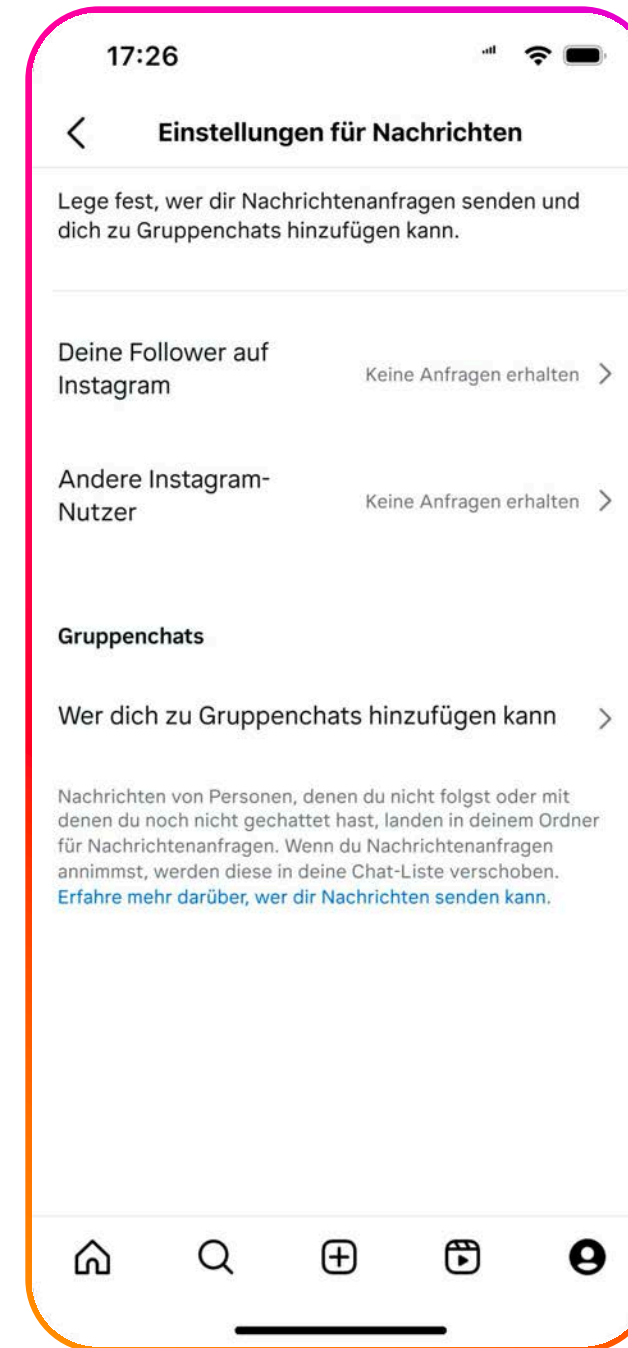 17:26
Einstellungen für Nachrichten
Lege fest, wer dir Nachrichtenanfragen senden und
dich zu Gruppenchats hinzufügen kann.
Deine Follower auf
Instagram
Keine Anfragen erhalten
Andere Instagram-
Nutzer
Keine Anfragen erhalten
Gruppenchats
Wer dich zu Gruppenchats hinzufügen kann
Nachrichten von Personen, denen du nicht folgst oder mit
denen du noch nicht gechattet hast, landen in deinem Ordner
für Nachrichtenanfragen. Wenn du Nachrichtenanfragen
annimmst, werden diese in deine Chat-Liste verschoben.
Erfahre mehr darüber, wer dir Nachrichten senden kann.